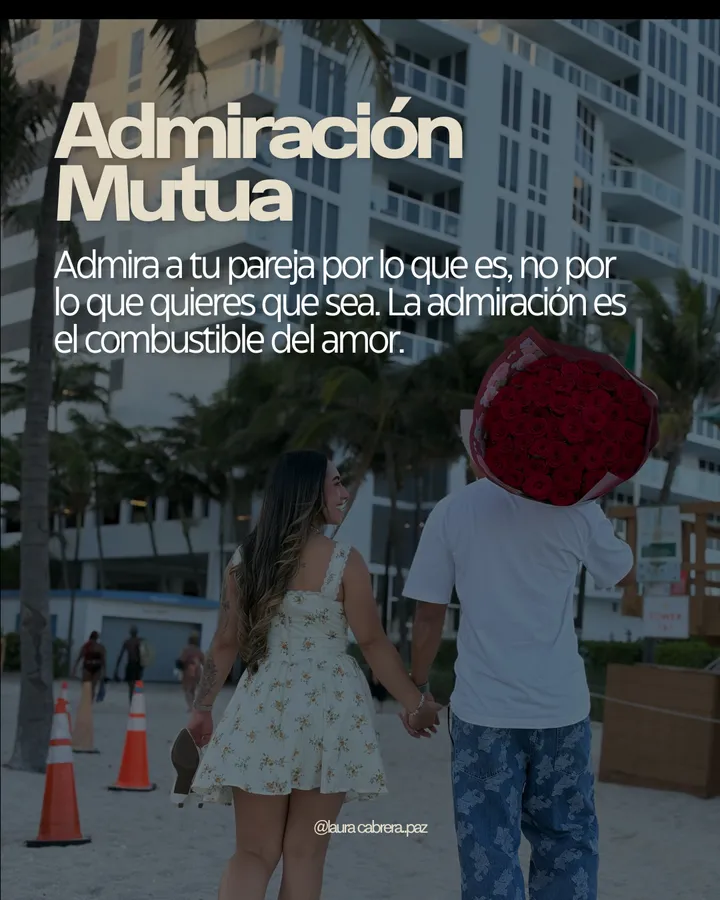 Admiración
Mutua
Admira a tu pareja por lo que es, no por
lo que quieres que sea. La admiración es
el combustible del amor.
@laura cabrera.paz